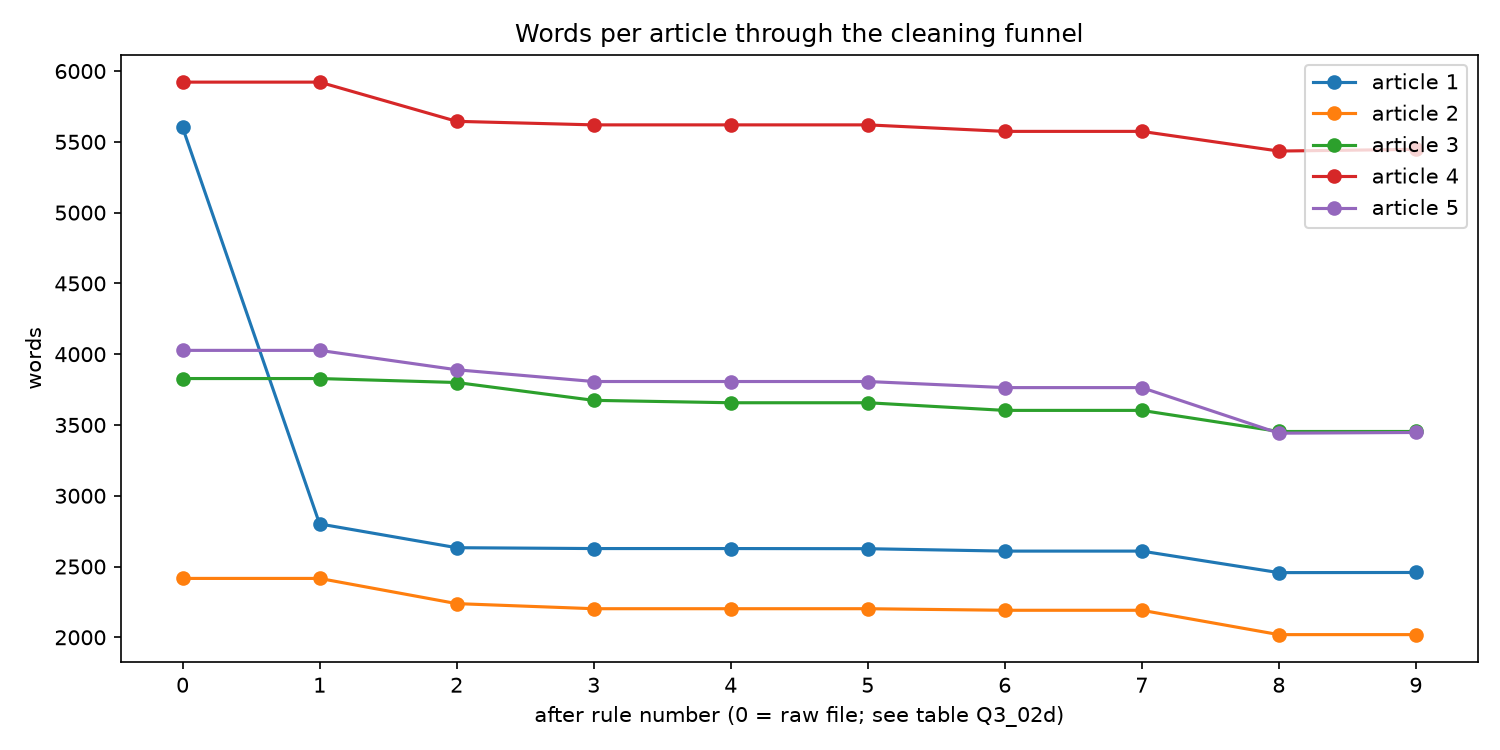 Words per article through the cleaning funnel
6000
5500
5000
4500
4000
3500
3000
2500
2000
words
article 1
article 2
article 3
article 4
article 5
0 1 2 3 4 5 6 7 8 9
after rule number (0 = raw file; see table Q3_02d)